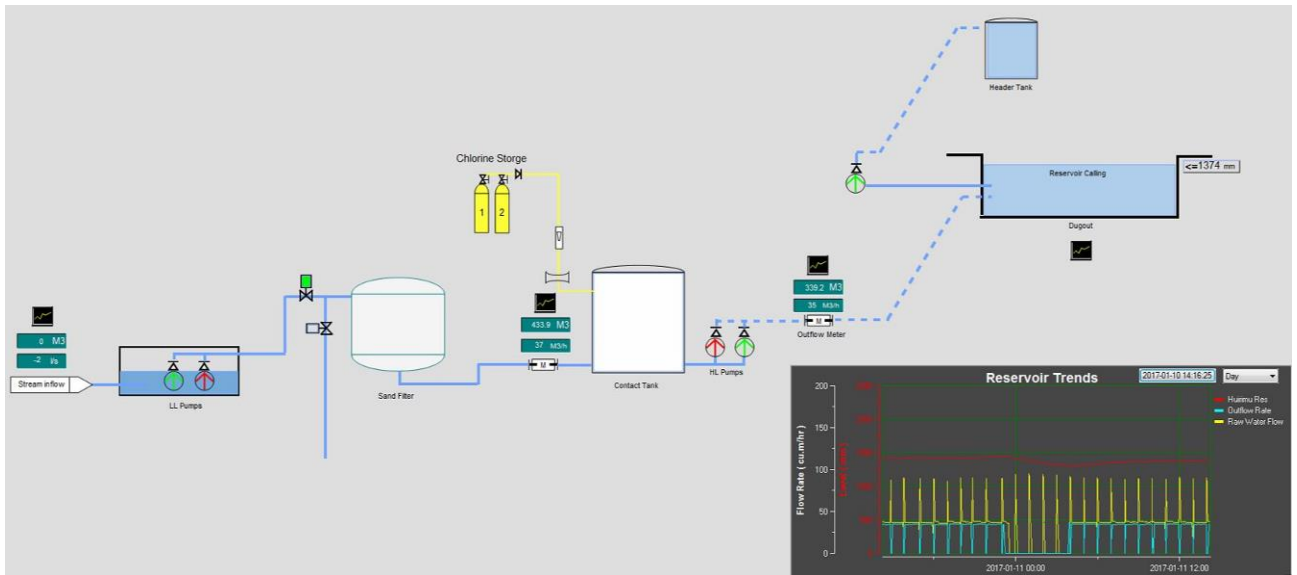 Header Tank
Chlorine Storge
1 2
<=1374 mm
Reservoir Calling
Dugout
0 M3
-2 l/s
Stream inflow
LL Pumps
Sand Filter
433.9 M3
37 M3/h
M
Contact Tank
HL Pumps
339.2 M3
35 M3/h
M
Outflow Meter
Reservoir Trends
2017-01-10 14:16:25
Day
Huirimu Res
Outflow Rate
Raw Water Flow
Flow Rate ( cu.m/hr )
200
150
100
50
0
2017-01-11 00:00
2017-01-11 12:00